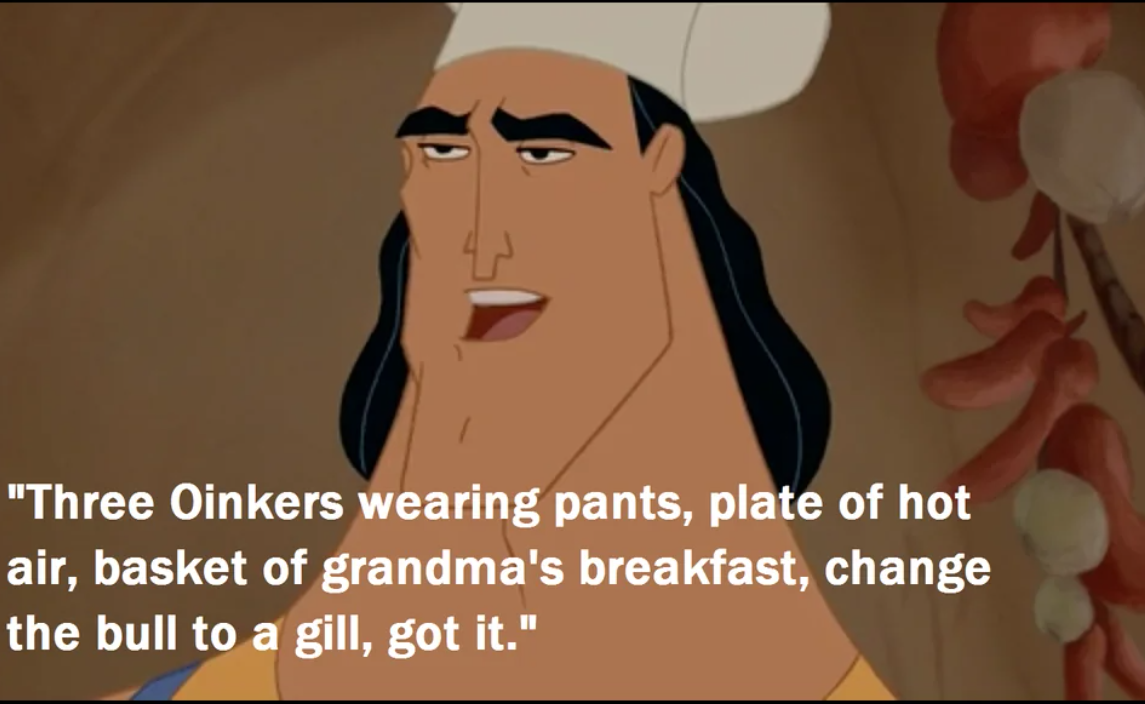 "Three Oinkers wearing pants, plate of hot
air, basket of grandma's breakfast, change
the bull to a gill, got it."